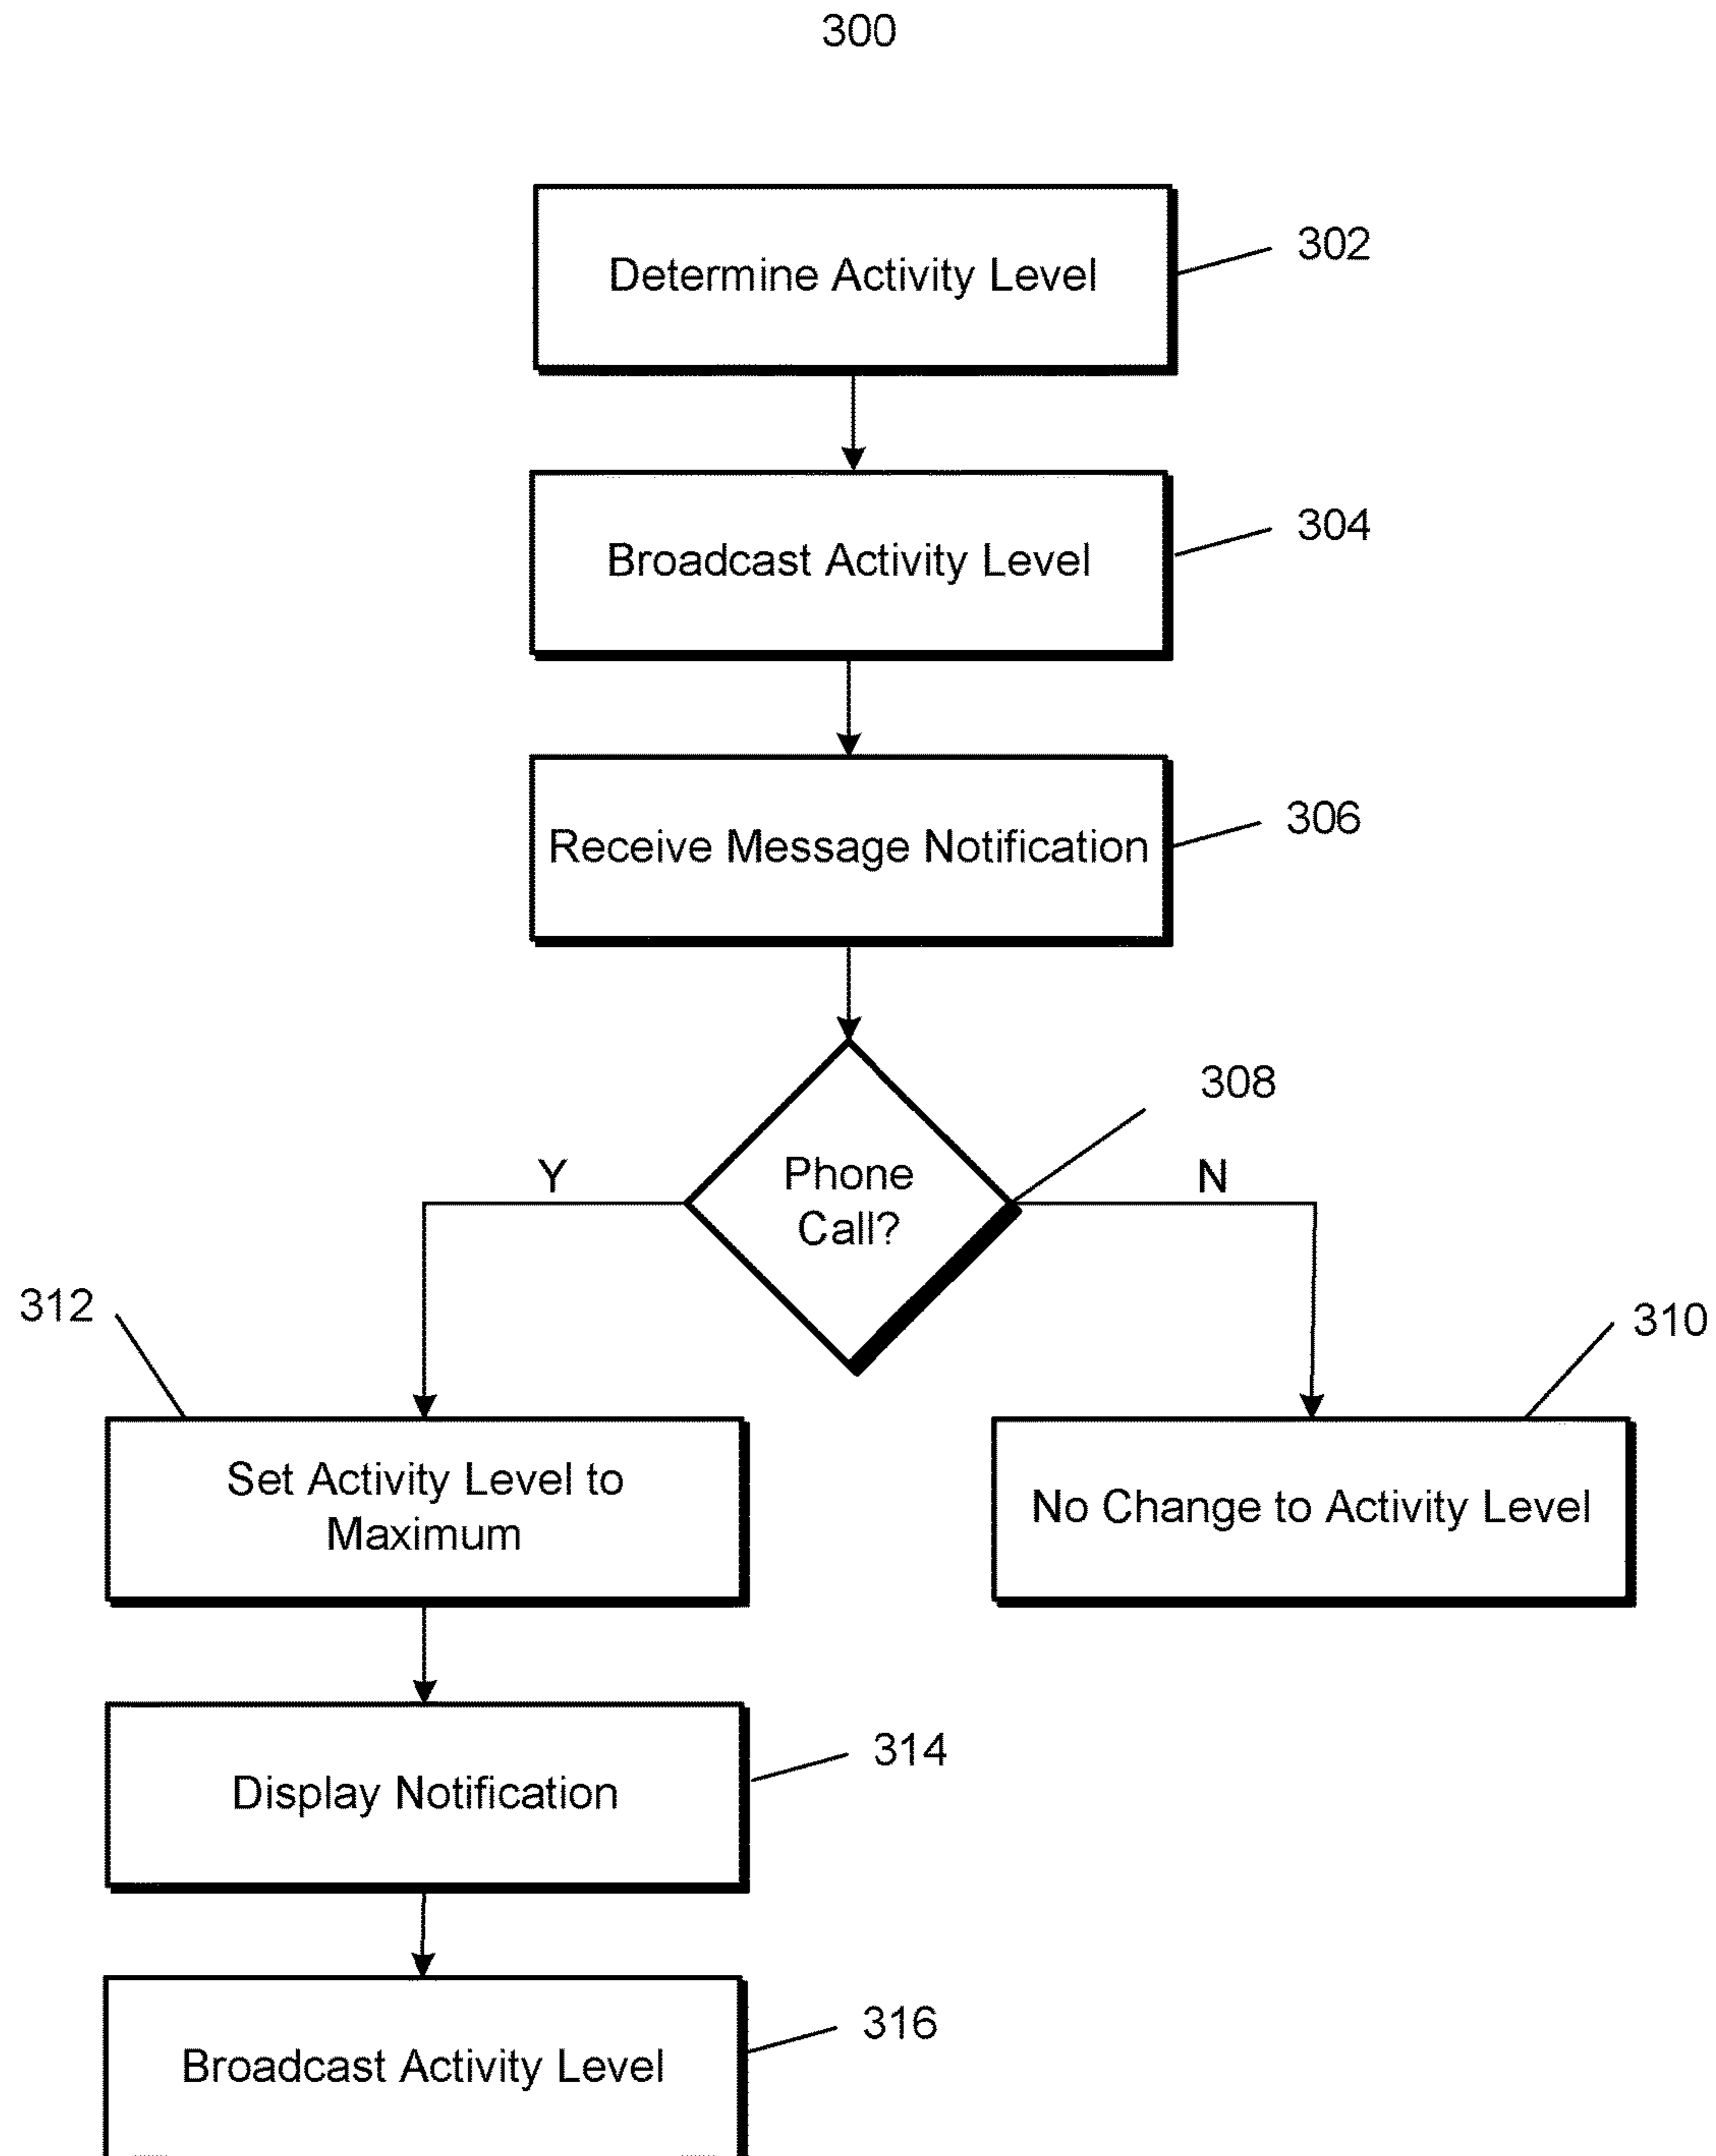 300
Determine Activity Level
302
Broadcast Activity Level
304
Receive Message Notification
306
308
Phone
Call?
Y
N
312
310
Set Activity Level to
Maximum
No Change to Activity Level
314
Display Notification
316
Broadcast Activity Level